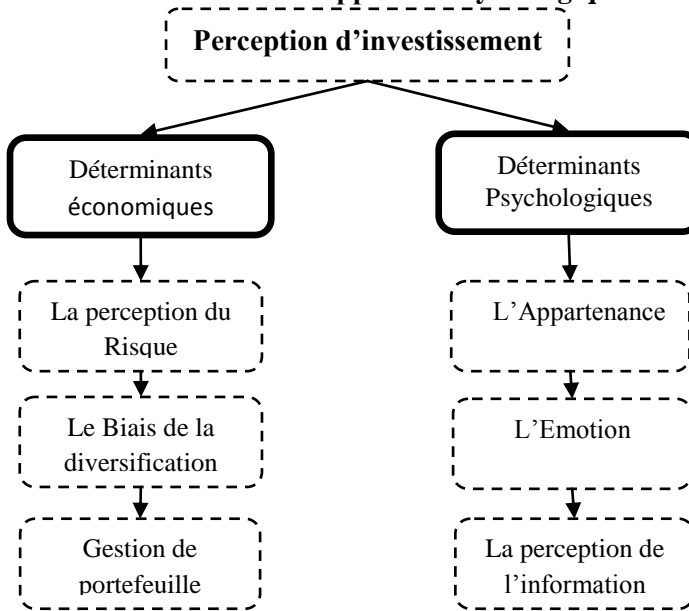 Perception d’investissement
Déterminants
économiques
La perception du
Risque
Le Biais de la
diversification
Gestion de
portefeuille
Déterminants
Psychologiques
L’Appartenance
L’Emotion
La perception de
l’information